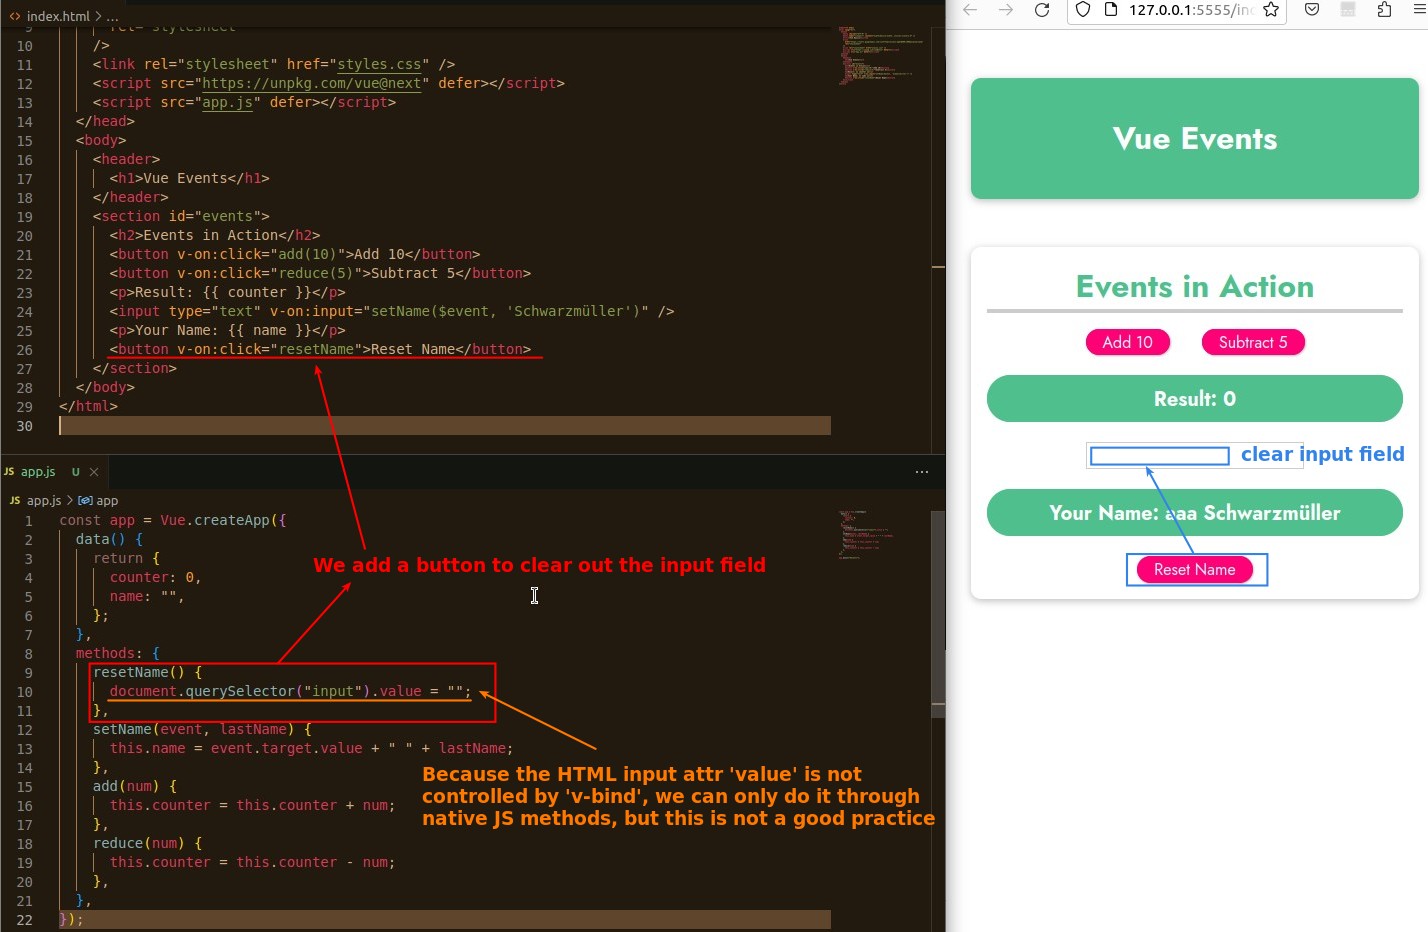 index.html > ...
9 rel="stylesheet"
10 />
11 <link rel="stylesheet" href="styles.css" />
12 <script src="https://unpkg.com/vue@next" defer></script>
13 <script src="app.js" defer></script>
14 </head>
15 <body>
16 <header>
17 <h1>Vue Events</h1>
18 </header>
19 <section id="events">
20 <h2>Events in Action</h2>
21 <button v-on:click="add(10)">Add 10</button>
22 <button v-on:click="reduce(5)">Subtract 5</button>
23 <p>Result: {{ counter }}</p>
24 <input type="text" v-on:input="setName($event, 'Schwarzmüller')" />
25 <p>Your Name: {{ name }}</p>
26 <button v-on:click="resetName">Reset Name</button>
27 </section>
28 </body>
29 </html>
30
JS app.js U
JS app.js > app
1 const app = Vue.createApp({
2 data() {
3 return {
4 counter: 0,
5 name: "",
6 };
7 },
8 methods: {
9 resetName() {
10 document.querySelector("input").value = "";
11 },
12 setName(event, lastName) {
13 this.name = event.target.value + " " + lastName;
14 },
15 add(num) {
16 this.counter = this.counter + num;
17 },
18 reduce(num) {
19 this.counter = this.counter - num;
20 },
21 },
22 });
We add a button to clear out the input field
Because the HTML input attr 'value' is not
controlled by 'v-bind', we can only do it through
native JS methods, but this is not a good practice
127.0.0.1:5555/in
Vue Events
Events in Action
Add 10 Subtract 5
Result: 0
clear input field
Your Name: aaa Schwarzmüller
Reset Name